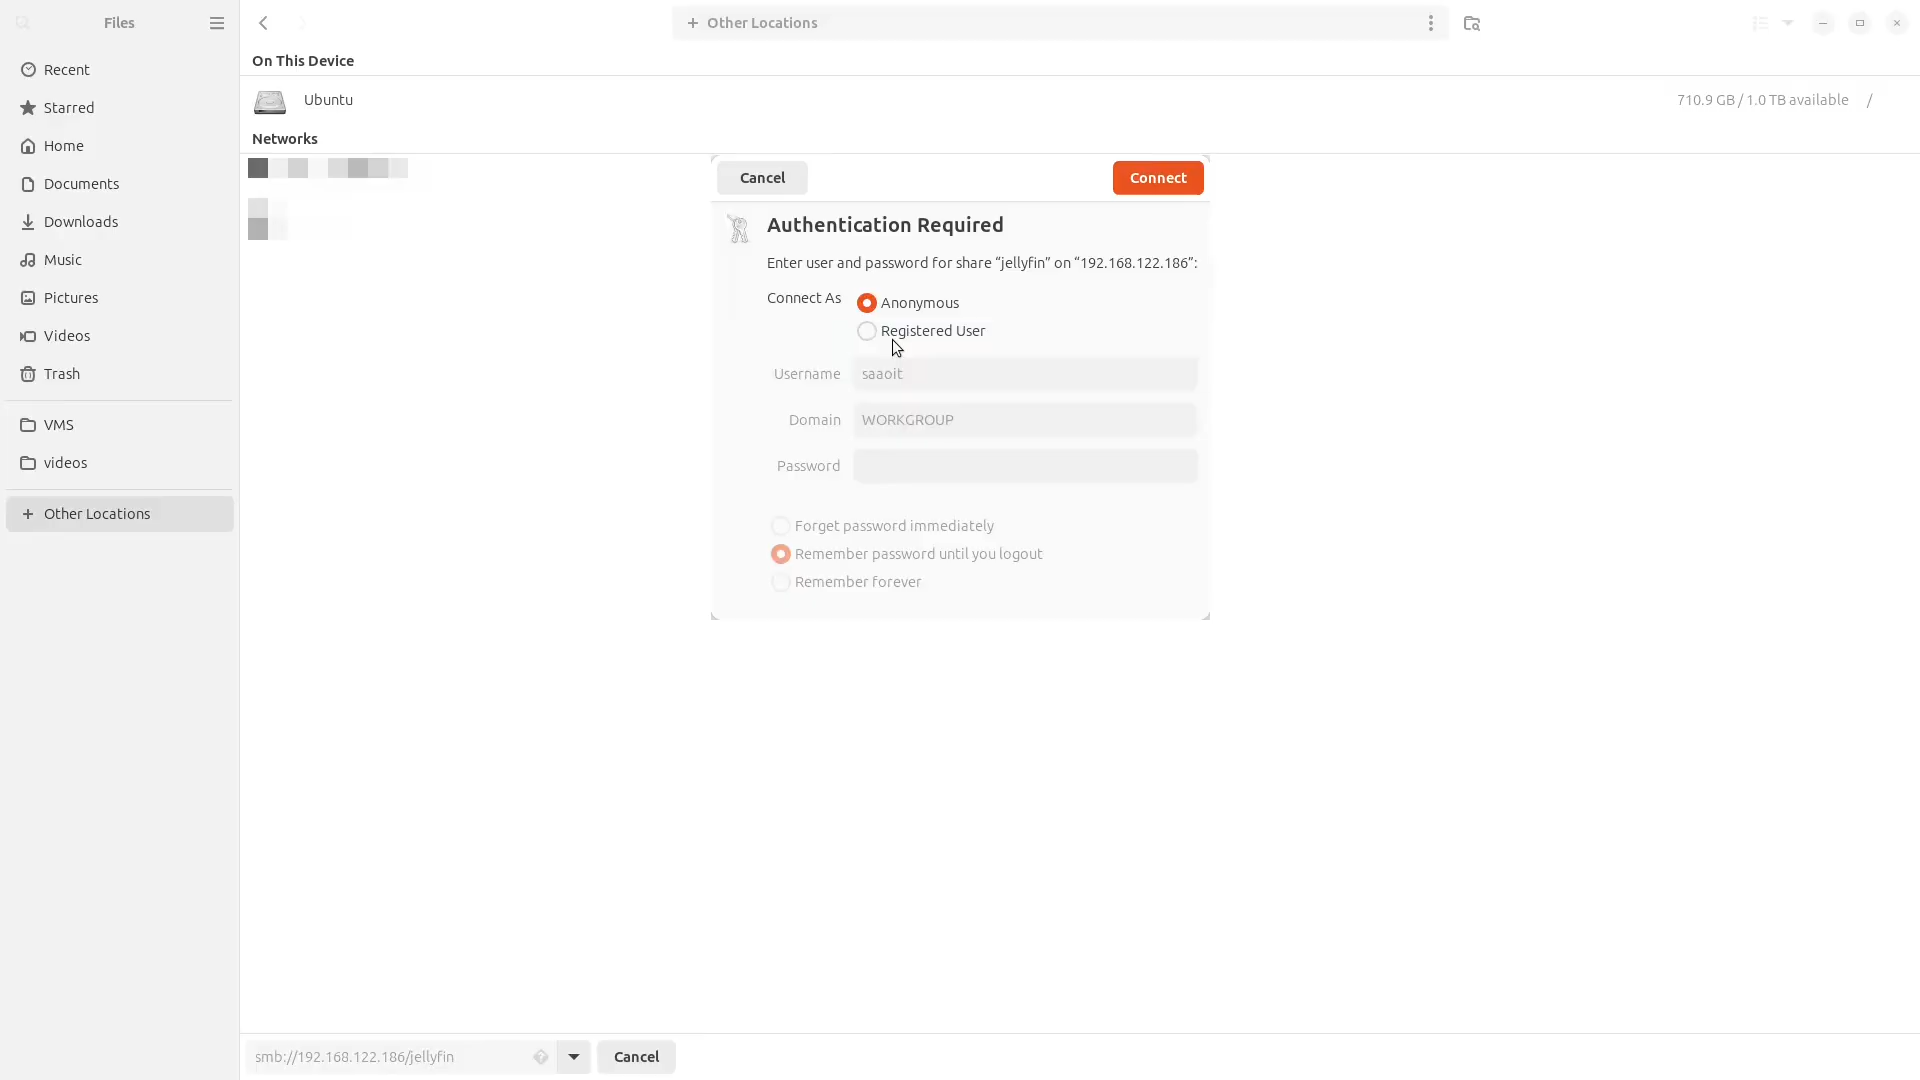 Files
Other Locations
Recent
Starred
Home
Documents
Downloads
Music
Pictures
Videos
Trash
VMS
videos
Other Locations
On This Device
Ubuntu
710.9 GB / 1.0 TB available
/
Networks
Cancel
Connect
Authentication Required
Enter user and password for share “jellyfin” on “192.168.122.186”:
Connect As
Anonymous
Registered User
Username
saaoit
Domain
WORKGROUP
Password
Forget password immediately
Remember password until you logout
Remember forever
smb://192.168.122.186/jellyfin
Cancel